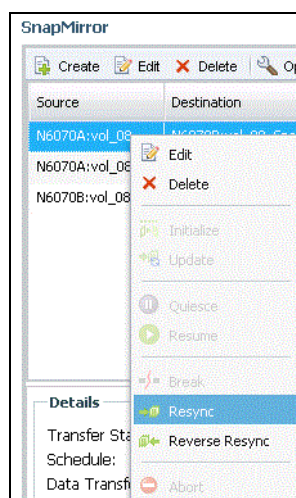 SnapMirror
Create Edit Delete Op
Source Destination
N6070A:vol_08
N6070A:vol_08
N6070B:vol_08
Edit
Delete
Initialize
Update
Quiesce
Resume
Break
Resync
Reverse Resync
Abort
Details
Transfer Sta
Schedule:
Data Transf